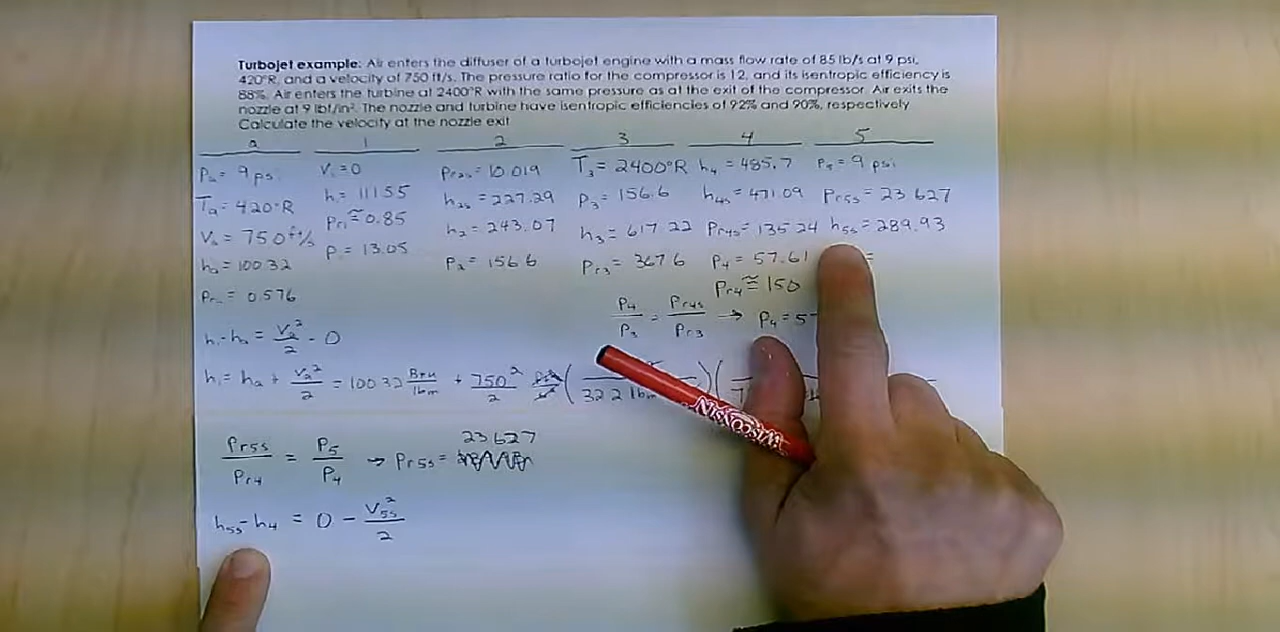 Turbojet example: Air enters the diffuser of a turbojet engine with a mass flow rate of 85 lb/s at 9 psi,
420°R, and a velocity of 750 ft/s. The pressure ratio for the compressor is 12, and its isentropic efficiency is
88%. Air enters the turbine at 2400°R with the same pressure as at the exit of the compressor. Air exits the
nozzle at 9 lbf/in². The nozzle and turbine have isentropic efficiencies of 92% and 90%, respectively
Calculate the velocity at the nozzle exit
a 1 2 3 4 5
Pa = 9 psi V1 = 0 Pr2s = 10.019 T3 = 2400°R h4 = 485.7 P5 = 9 psi
Ta = 420°R h1 = 111.55 h2s = 227.29 P3 = 156.6 h4s = 471.09 Pr5s = 23.627
Va = 750 ft/s Pr1 ≅ 0.85 h2 = 243.07 h3 = 617.22 Pr4s = 135.24 h5s = 289.93
ha = 100.32 P1 = 13.05 P2 = 156.6 Pr3 = 367.6 P4 = 57.61 =
Pra = 0.576 Pr4 ≅ 150
P4/P3 = Pr4s/Pr3 → P4 = 5
h1-ha = Va²/2 - 0
h1 = ha + Va²/2 = 100.32 Btu/lbm + 750²/2 ( 32.2 lbm )( 7
Pr5s/Pr4 = P5/P4 → Pr5s = 23.627
h5s-h4 = 0 - V5s²/2
WISCONSIN